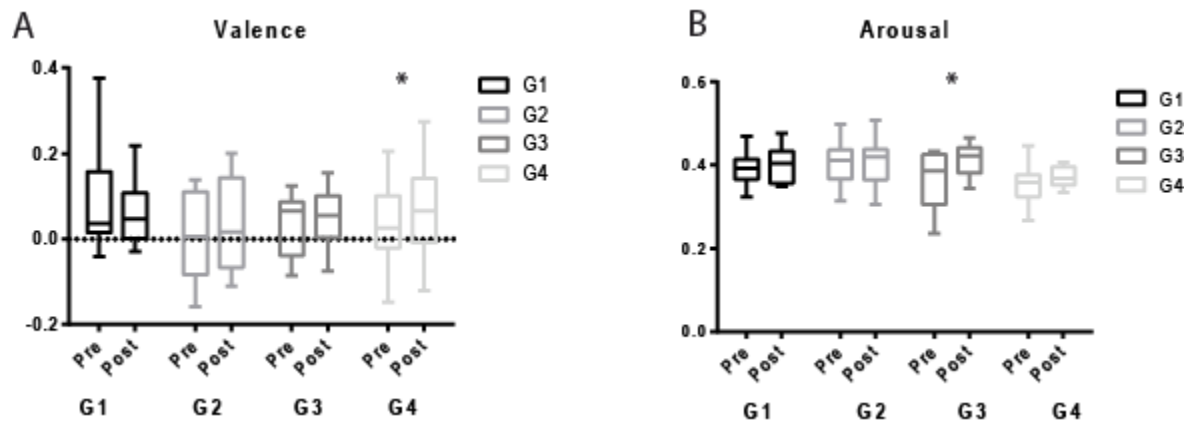 A
Valence
0.4
0.2
0.0
-0.2
*
G1
G2
G3
G4
Pre Post Pre Post Pre Post Pre Post
G1 G2 G3 G4
B
Arousal
0.6
0.4
0.2
0.0
*
G1
G2
G3
G4
Pre Post Pre Post Pre Post Pre Post
G1 G2 G3 G4